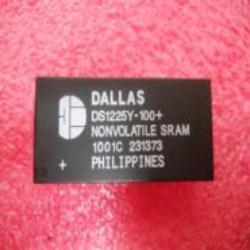 DALLAS
DS1225Y-100+
NONVOLATILE SRAM
1001C 231373
+ PHILIPPINES